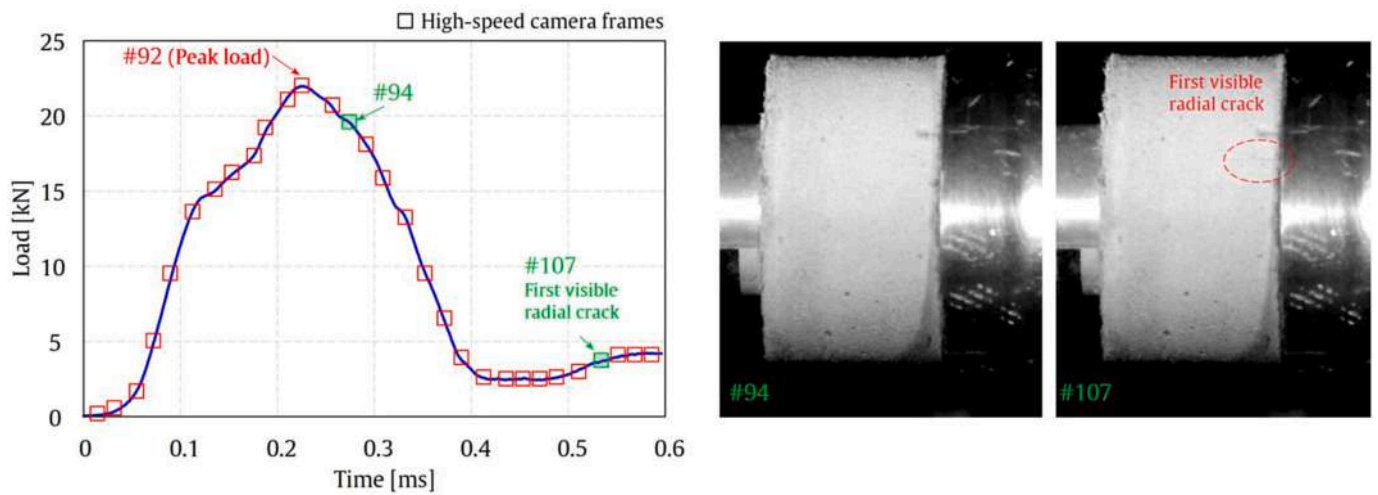 □ High-speed camera frames
25
20
15
10
5
0
Load [kN]
#92 (Peak load)
#94
#107
First visible
radial crack
0 0.1 0.2 0.3 0.4 0.5 0.6
Time [ms]
#94
First visible
radial crack
#107